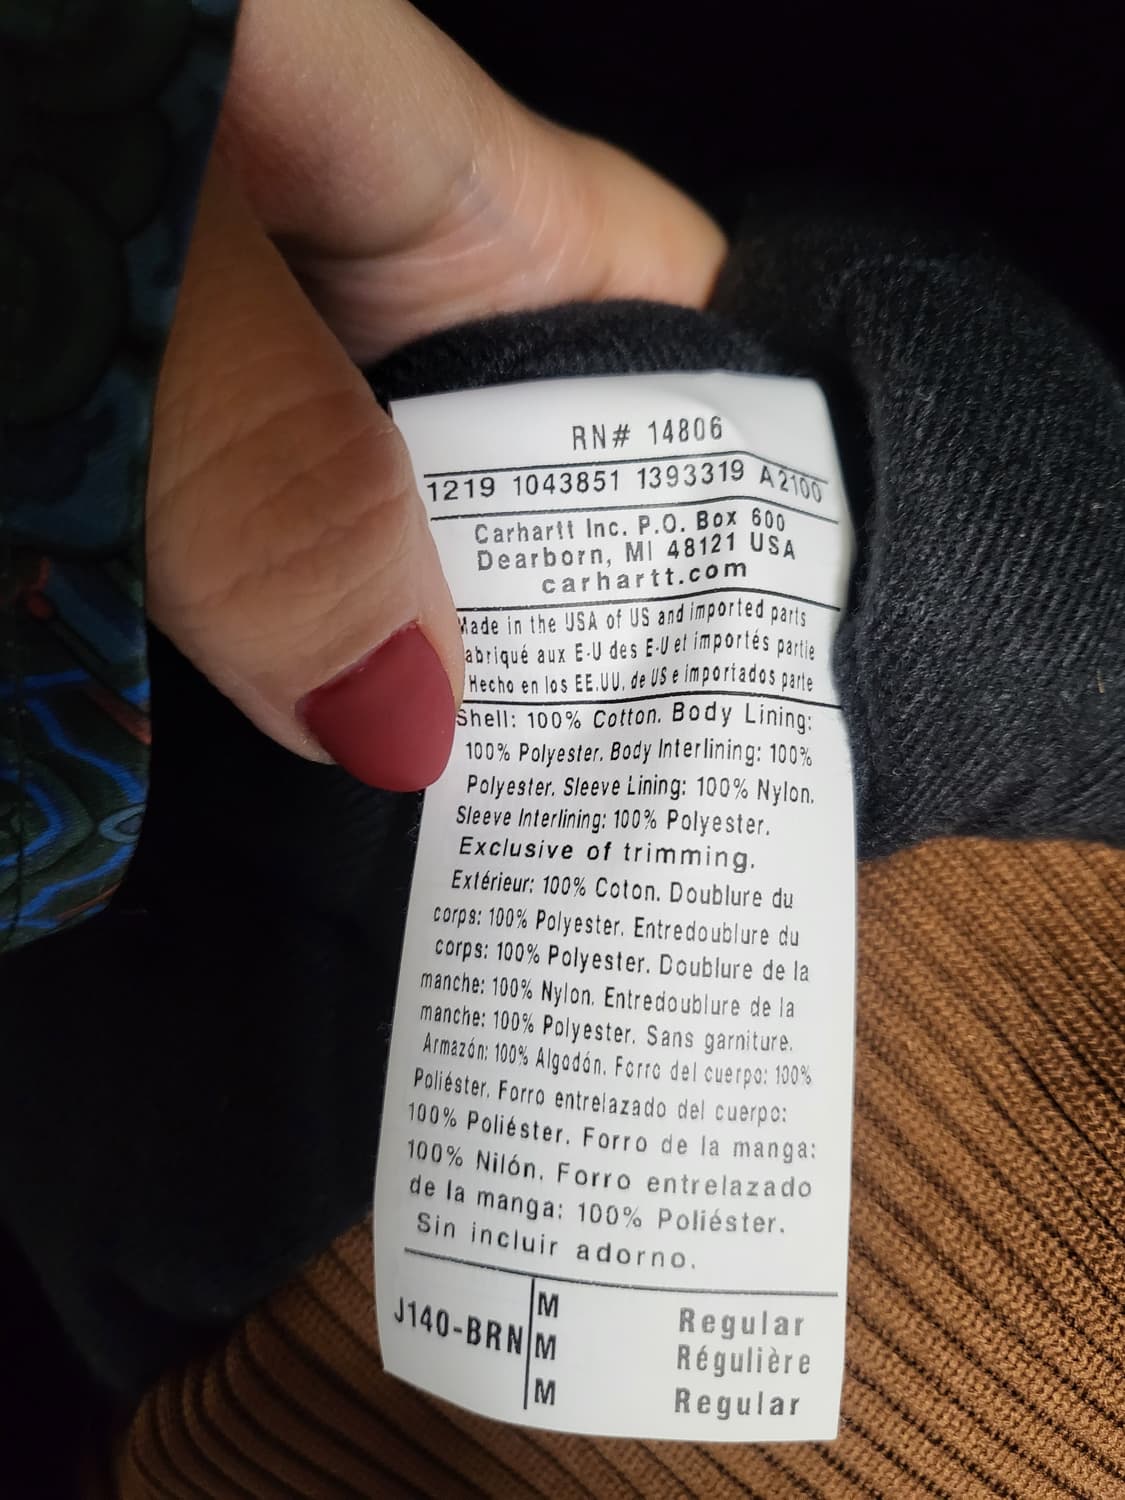 RN# 14806
1219 1043851 1393319 A2100
Carhartt Inc. P.O. Box 600
Dearborn, MI 48121 USA
carhartt.com
Made in the USA of US and imported parts
abriqué aux E-U des E-U et importés partie
Hecho en los EE.UU. de US e importados parte
Shell: 100% Cotton. Body Lining:
100% Polyester. Body Interlining: 100%
Polyester. Sleeve Lining: 100% Nylon.
Sleeve Interlining: 100% Polyester.
Exclusive of trimming.
Extérieur: 100% Coton. Doublure du
corps: 100% Polyester. Entredoublure du
corps: 100% Polyester. Doublure de la
manche: 100% Nylon. Entredoublure de la
manche: 100% Polyester. Sans garniture.
Armazón: 100% Algodón. Forro del cuerpo: 100%
Poliéster. Forro entrelazado del cuerpo:
100% Poliéster. Forro de la manga:
100% Nilón. Forro entrelazado
de la manga: 100% Poliéster.
Sin incluir adorno.
M Regular
J140-BRN M Régulière
M Regular